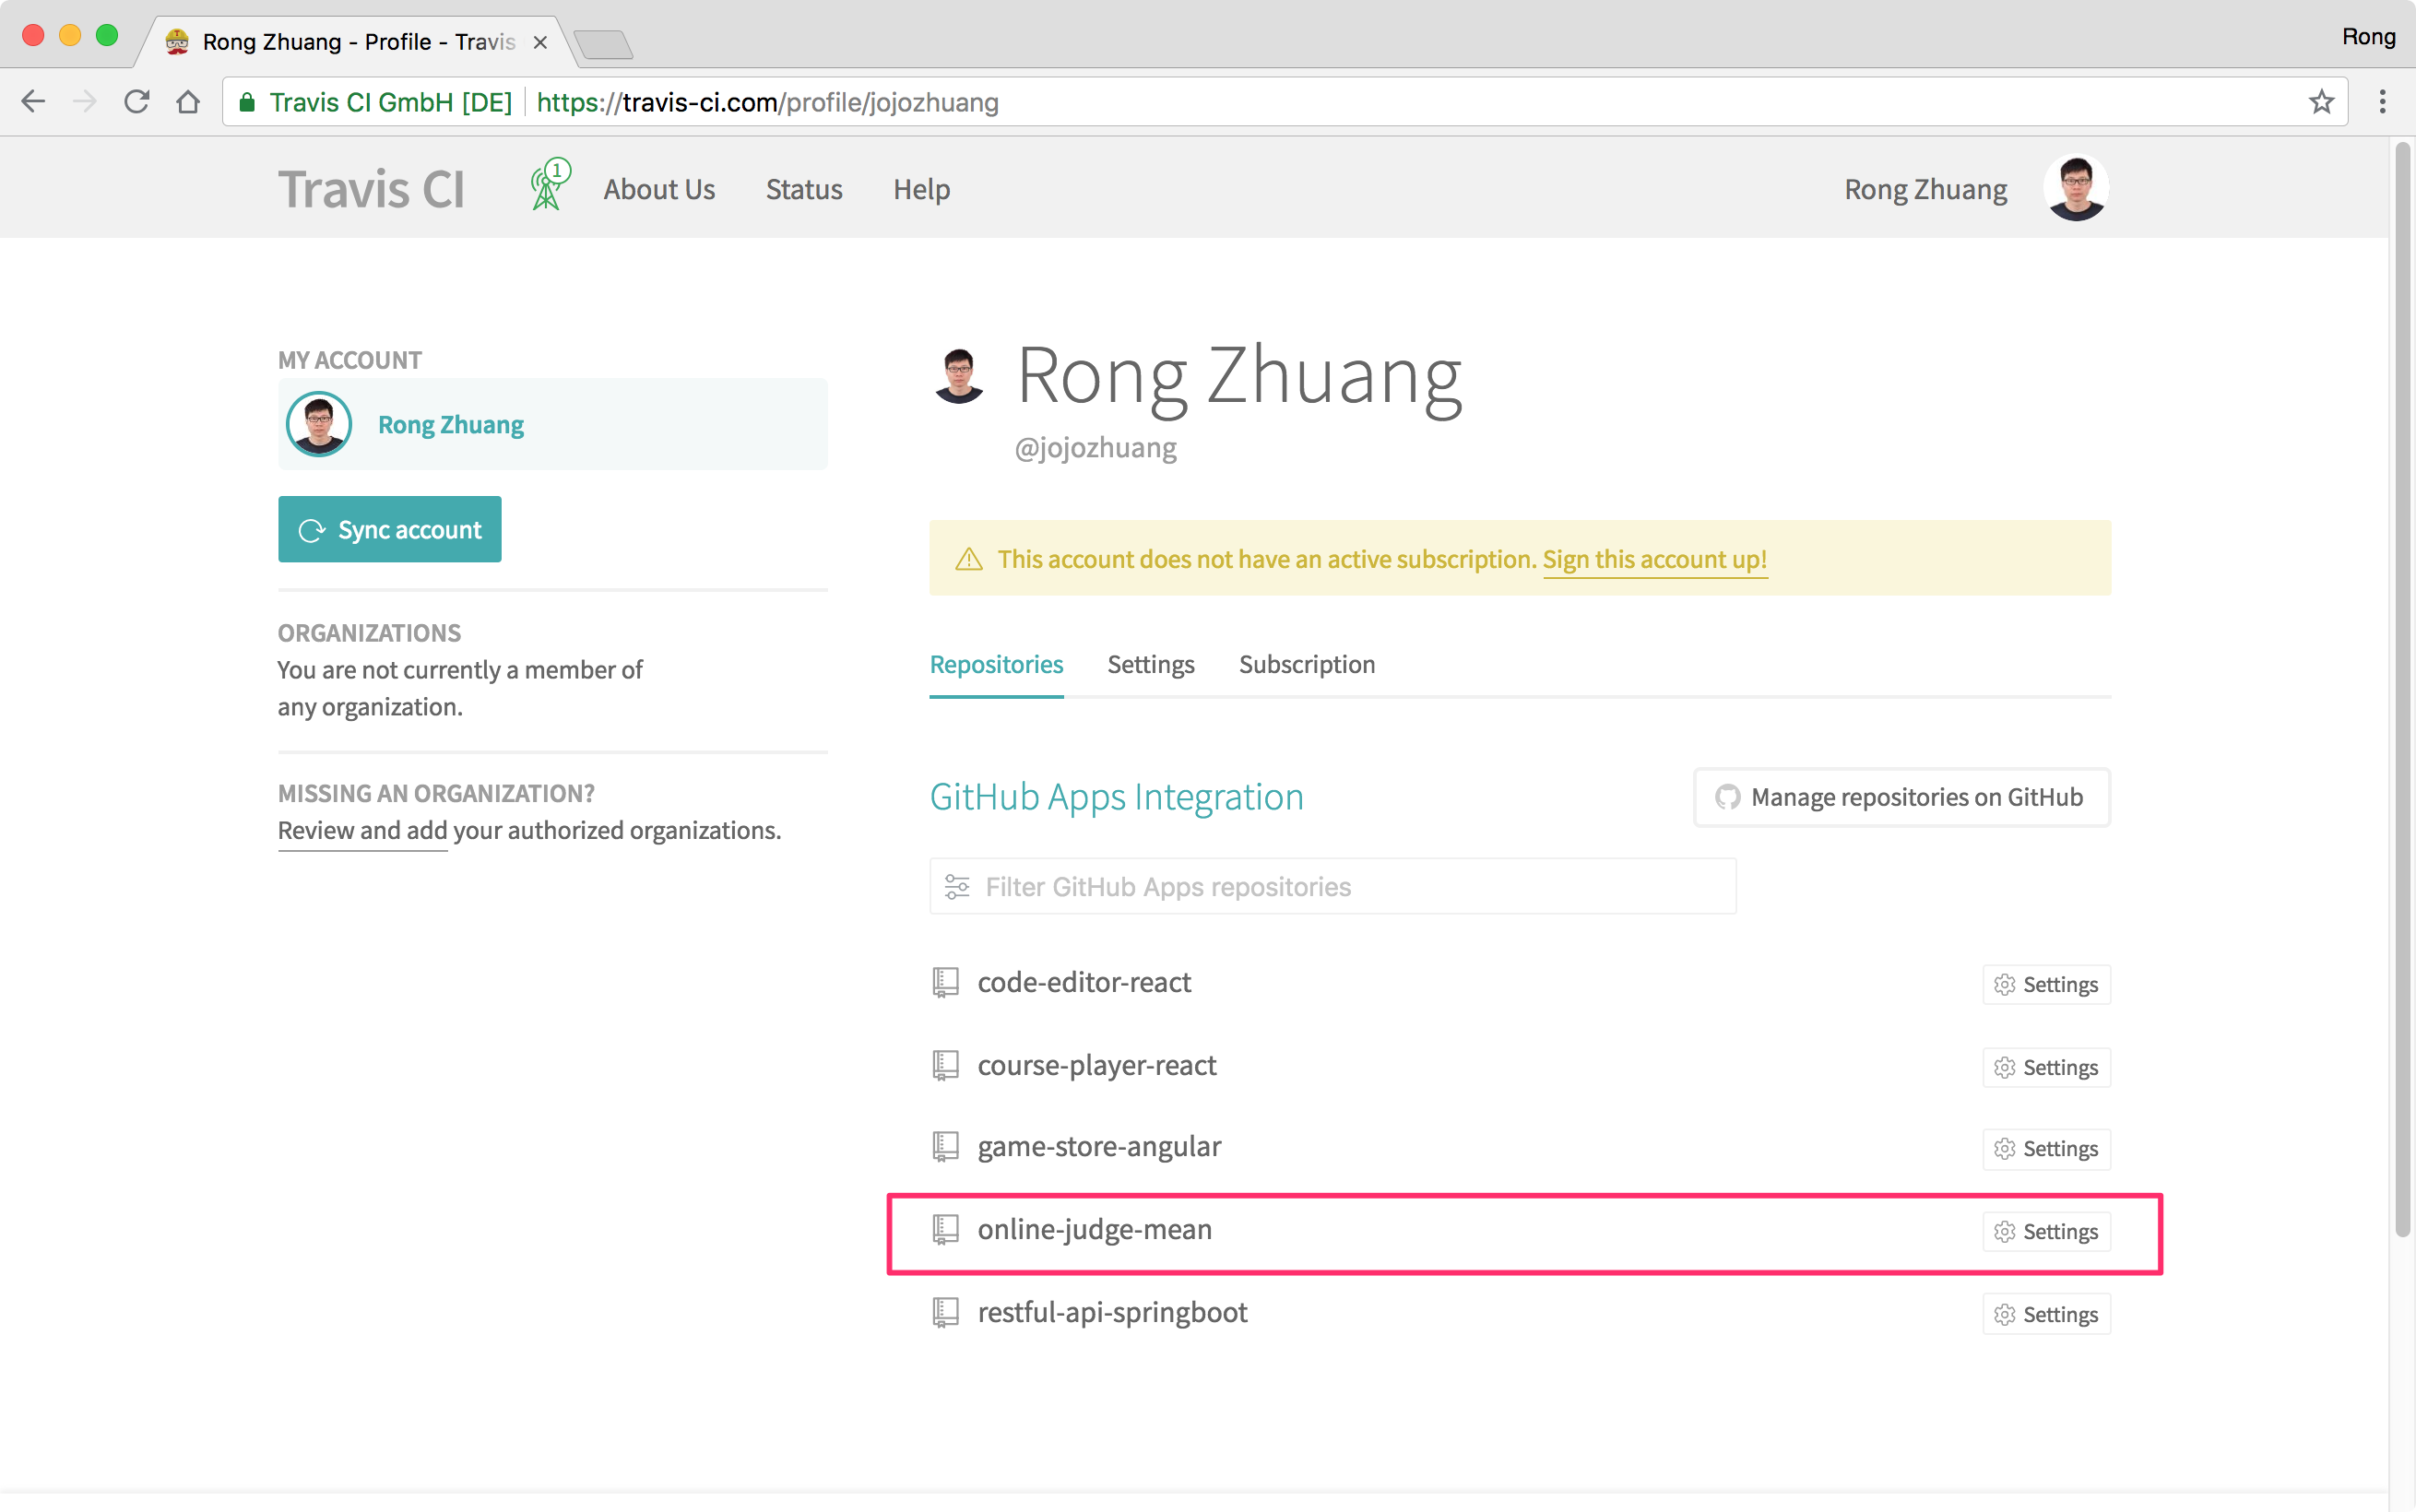 Rong Zhuang - Profile - Travis
Rong
Travis CI GmbH [DE] https://travis-ci.com/profile/jojozhuang
Travis CI 1 About Us Status Help Rong Zhuang
MY ACCOUNT
Rong Zhuang
Sync account
ORGANIZATIONS
You are not currently a member of
any organization.
MISSING AN ORGANIZATION?
Review and add your authorized organizations.
Rong Zhuang
@jojozhuang
This account does not have an active subscription. Sign this account up!
Repositories Settings Subscription
GitHub Apps Integration Manage repositories on GitHub
Filter GitHub Apps repositories
code-editor-react Settings
course-player-react Settings
game-store-angular Settings
online-judge-mean Settings
restful-api-springboot Settings